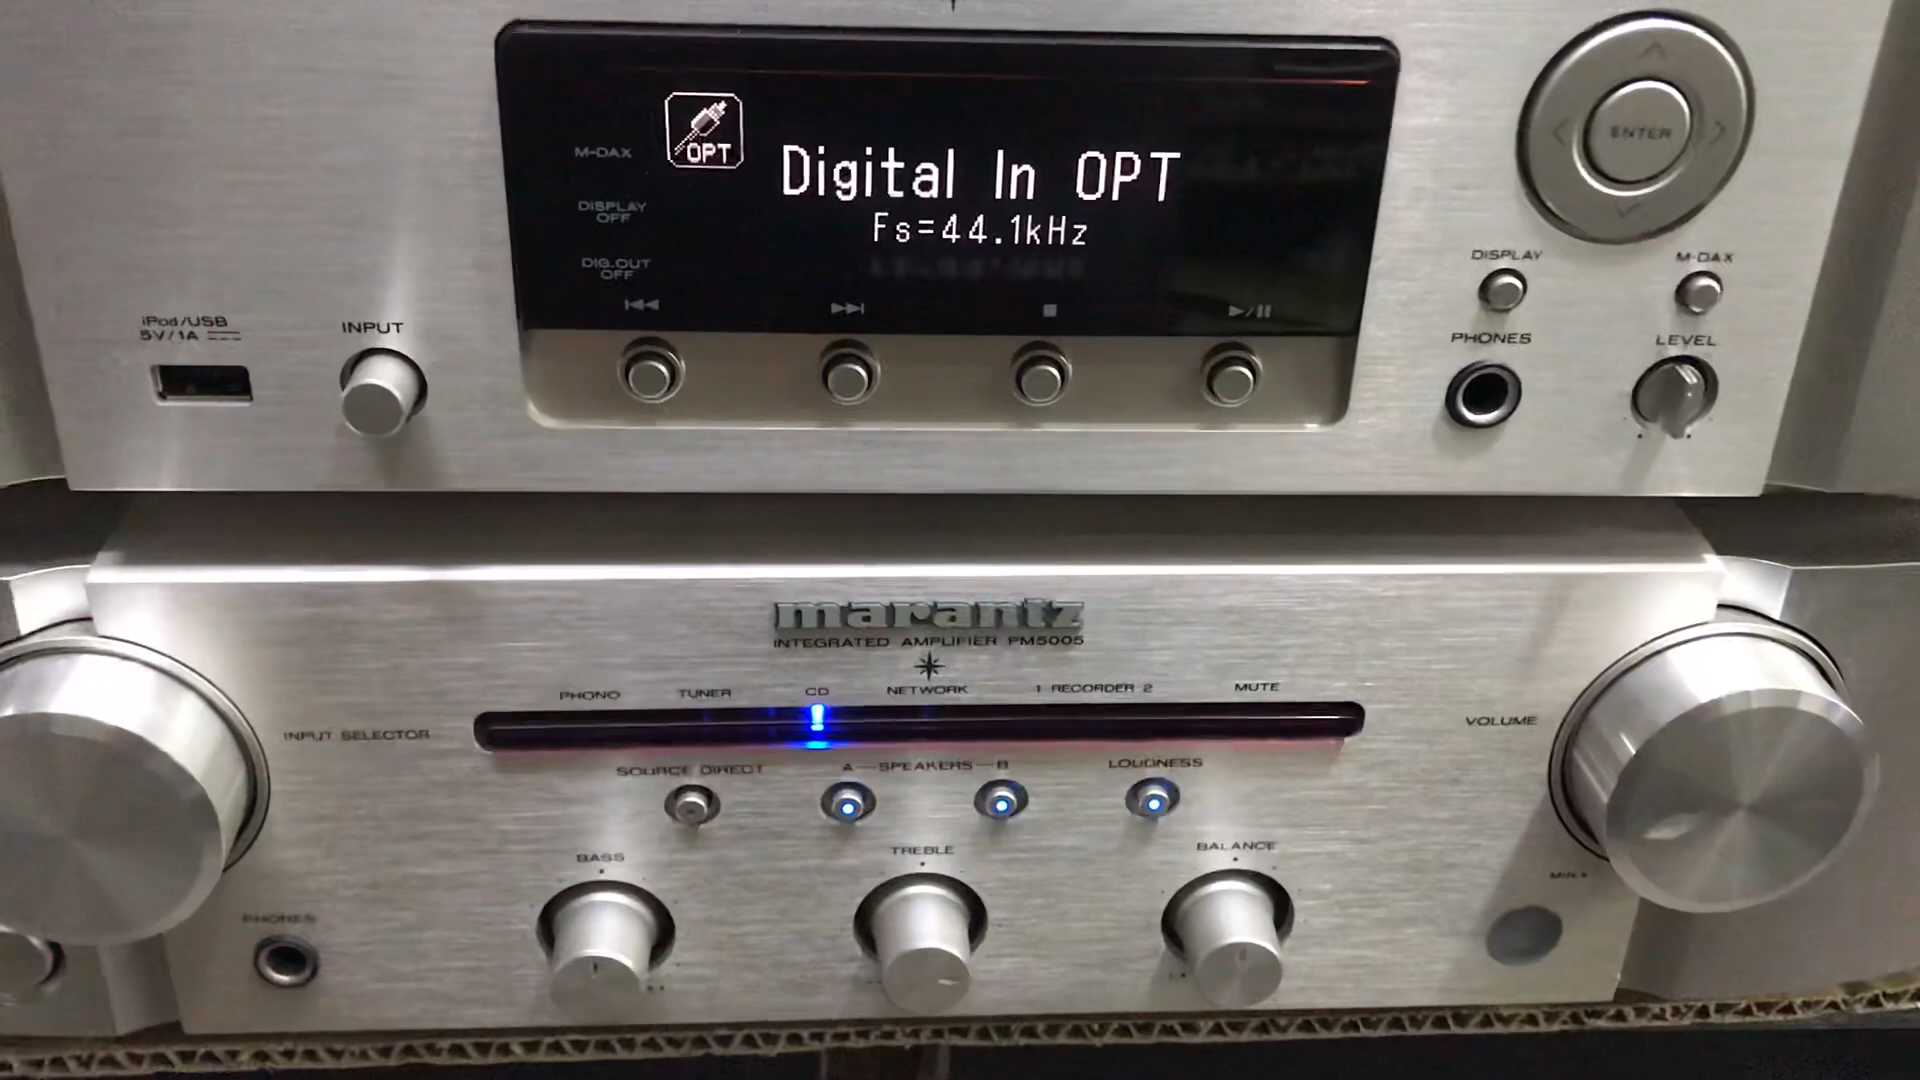 OPT
M-DAX
Digital In OPT
DISPLAY
OFF
Fs=44.1kHz
DIG.OUT
OFF
ENTER
DISPLAY
M-DAX
iPod/USB
5V/1A
INPUT
PHONES
LEVEL
marantz
INTEGRATED AMPLIFIER PM5005
PHONO TUNER CD NETWORK 1 RECORDER 2 MUTE
INPUT SELECTOR
VOLUME
SOURCE DIRECT
A SPEAKERS B
LOUDNESS
BASS
TREBLE
BALANCE
MIN
PHONES